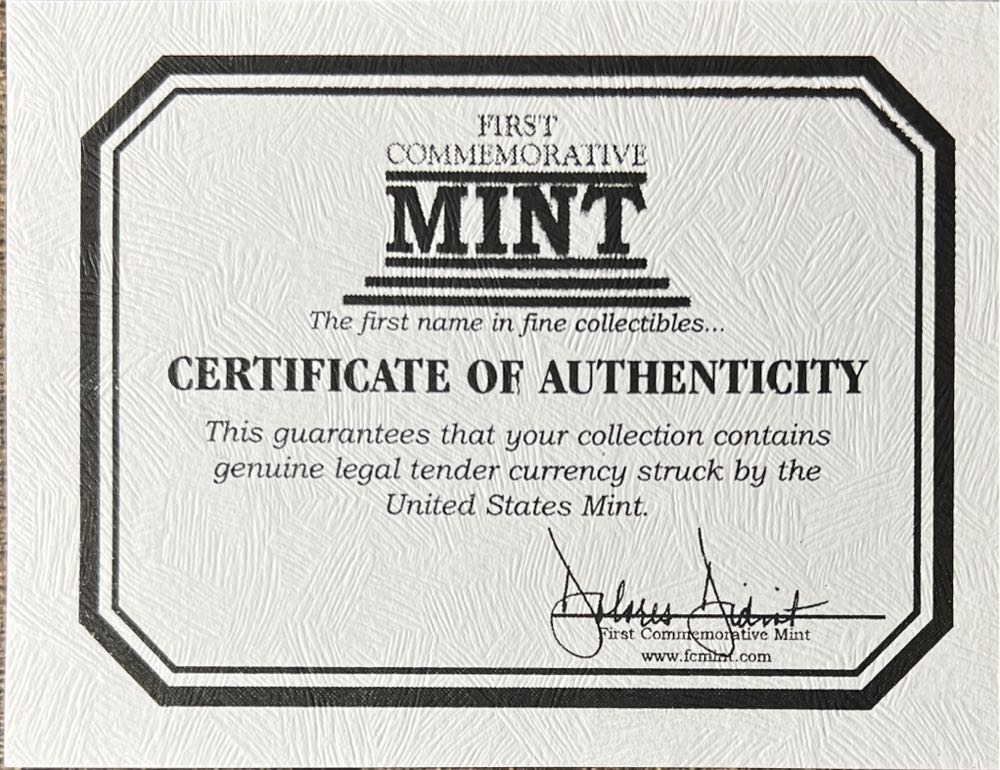 FIRST
COMMEMORATIVE
MINT
The first name in fine collectibles...
CERTIFICATE OF AUTHENTICITY
This guarantees that your collection contains
genuine legal tender currency struck by the
United States Mint.
First Commemorative Mint
www.fcmint.com